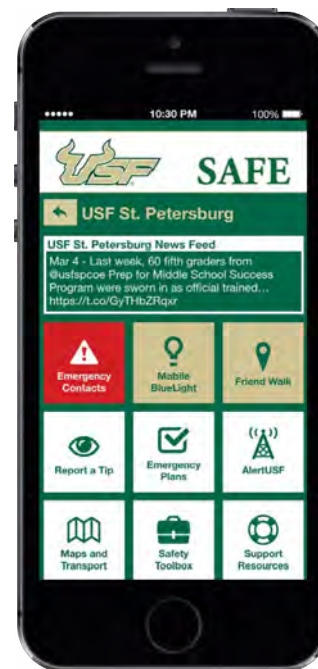 10:30 PM 100%
USF SAFE
USF St. Petersburg
USF St. Petersburg News Feed
Mar 4 - Last week, 60 fifth graders from
@usfspcoe Prep for Middle School Success
Program were sworn in as official trained...
https://t.co/GyTHbZRqxr
Emergency
Contacts
Mobile
BlueLight
Friend Walk
Report a Tip
Emergency
Plans
AlertUSF
Maps and
Transport
Safety
Toolbox
Support
Resources